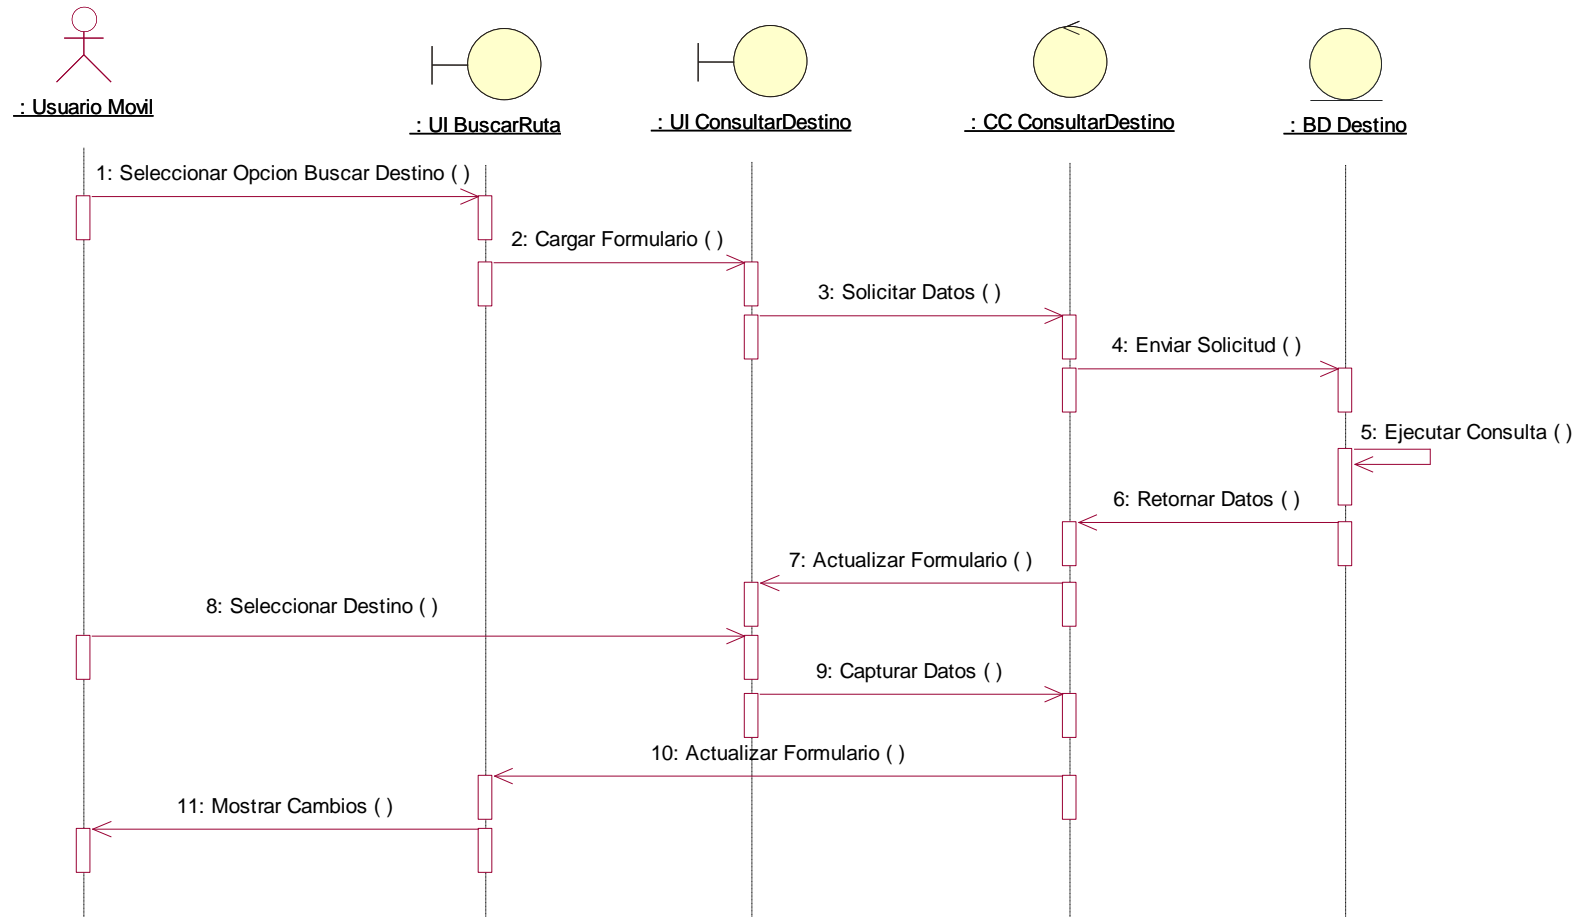 : Usuario Movil
: UI BuscarRuta
: UI ConsultarDestino
: CC ConsultarDestino
: BD Destino
1: Seleccionar Opcion Buscar Destino ( )
2: Cargar Formulario ( )
3: Solicitar Datos ( )
4: Enviar Solicitud ( )
5: Ejecutar Consulta ( )
6: Retornar Datos ( )
7: Actualizar Formulario ( )
8: Seleccionar Destino ( )
9: Capturar Datos ( )
10: Actualizar Formulario ( )
11: Mostrar Cambios ( )